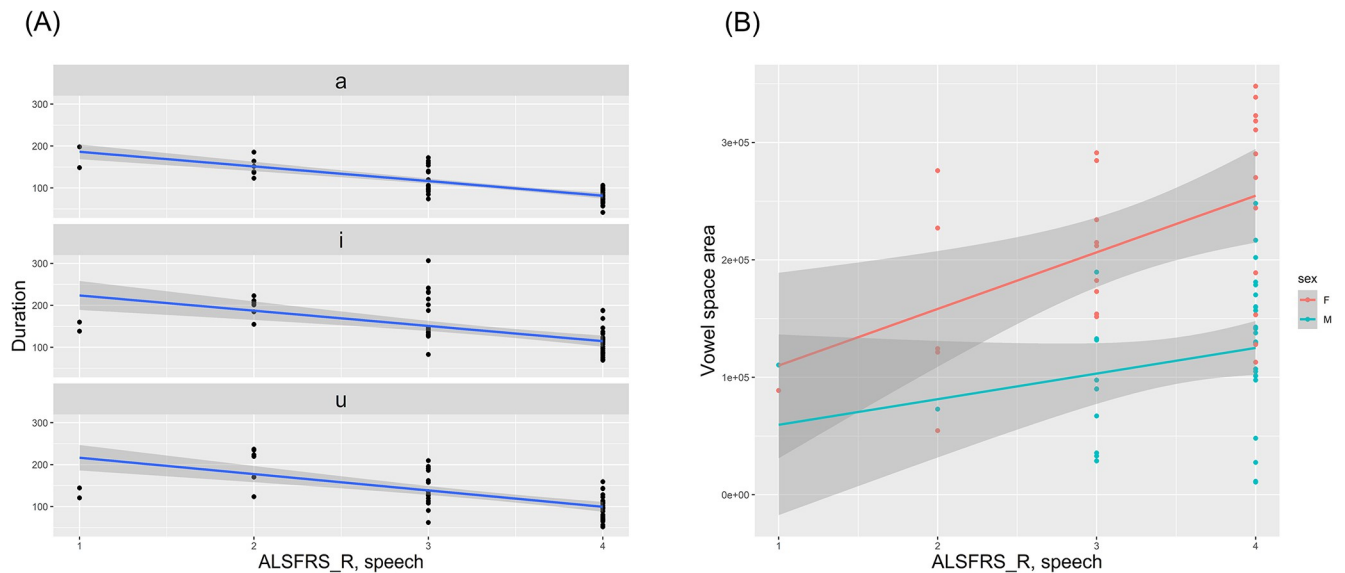 (A)
a
300
200
100
i
300
200
100
u
300
200
100
Duration
1 2 3 4
ALSFRS_R, speech
(B)
3e+05
2e+05
1e+05
0e+00
Vowel space area
1 2 3 4
ALSFRS_R, speech
sex
F
M